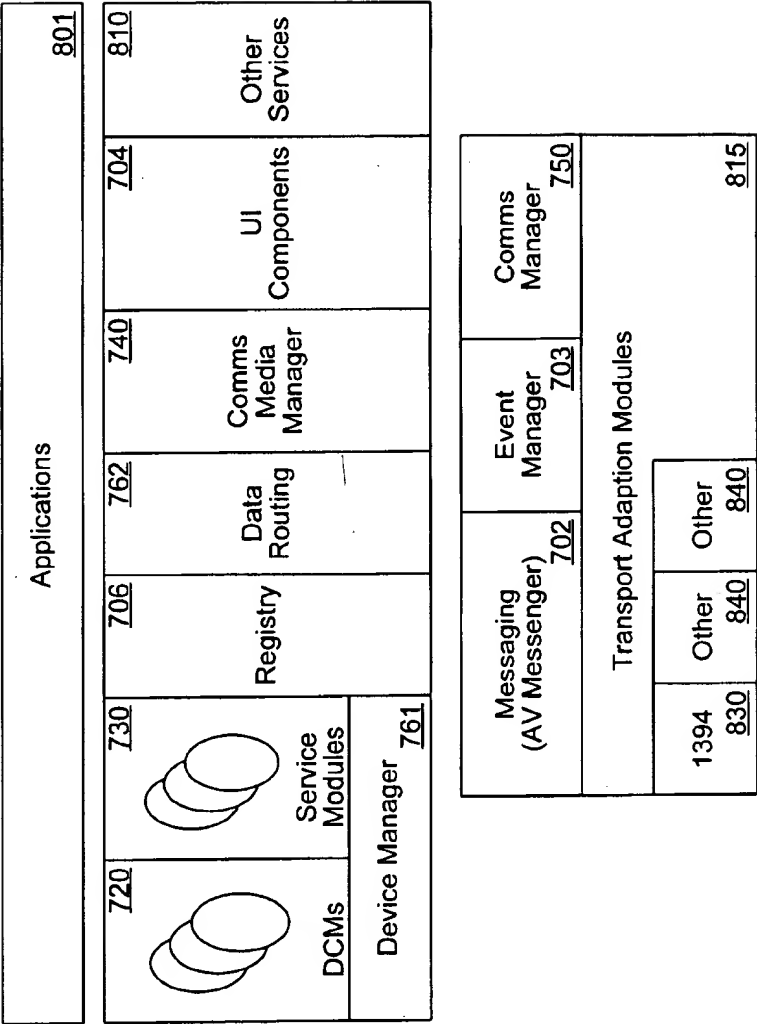 Applications
801
720
DCMs
730
Service
Modules
Device Manager
761
706
Registry
762
Data
Routing
740
Comms
Media
Manager
704
UI
Components
810
Other
Services
Messaging
(AV Messenger)
702
Event
Manager
703
Comms
Manager
750
Transport Adaption Modules
815
1394
830
Other
840
Other
840